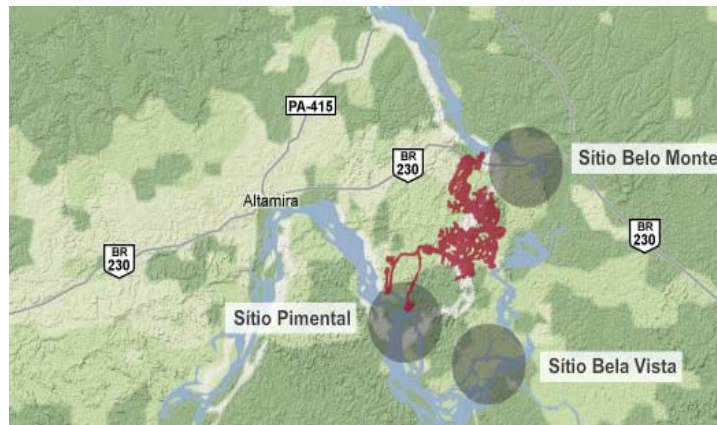 PA-415
Sítio Belo Monte
BR
230
Altamira
BR
230
BR
230
Sítio Pimental
Sítio Bela Vista